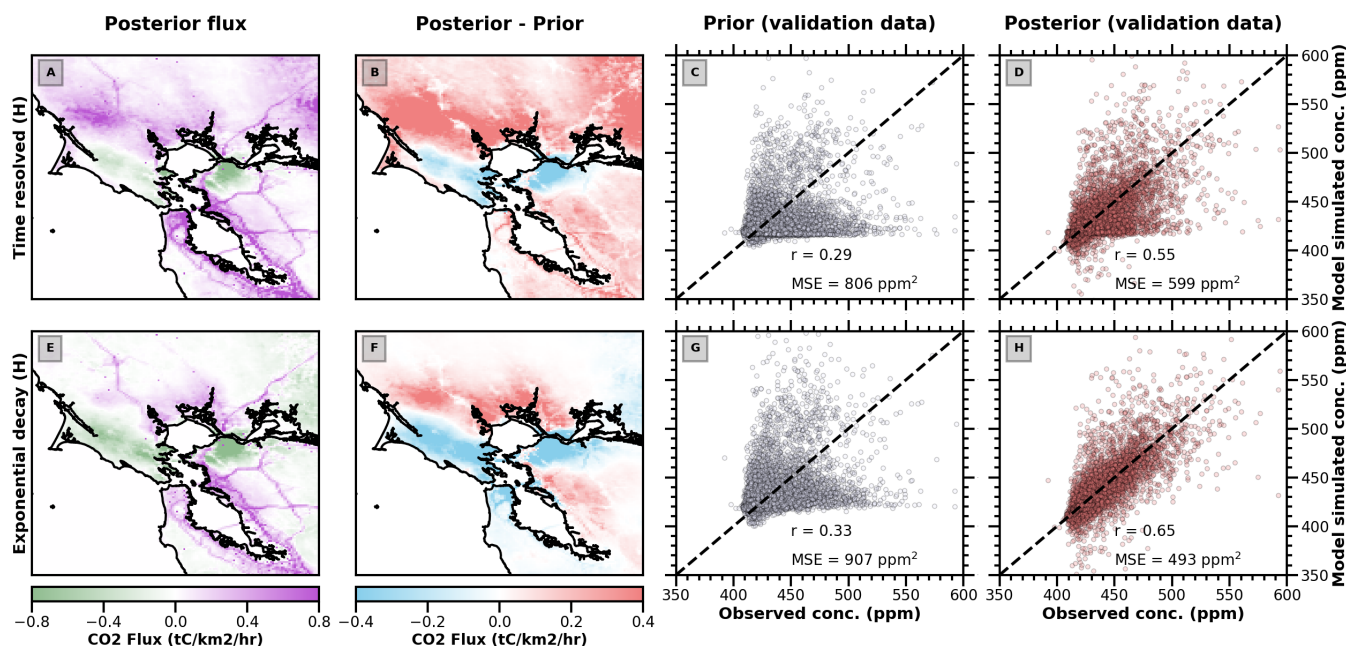 Posterior flux
Posterior - Prior
Prior (validation data)
Posterior (validation data)
Time resolved (H)
A
B
C
r = 0.29
MSE = 806 ppm²
D
r = 0.55
MSE = 599 ppm²
600
550
500
450
400
350
Model simulated conc. (ppm)
Exponential decay (H)
E
F
G
r = 0.33
MSE = 907 ppm²
H
r = 0.65
MSE = 493 ppm²
600
550
500
450
400
350
Model simulated conc. (ppm)
−0.8 −0.4 0.0 0.4 0.8
CO2 Flux (tC/km2/hr)
−0.4 −0.2 0.0 0.2 0.4
CO2 Flux (tC/km2/hr)
350 400 450 500 550 600
Observed conc. (ppm)
350 400 450 500 550 600
Observed conc. (ppm)